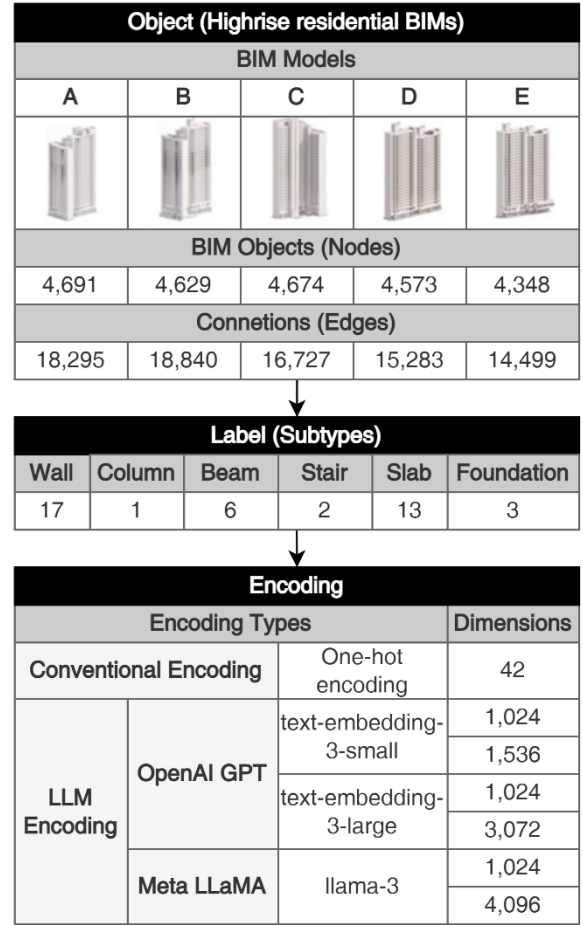 Object (Highrise residential BIMs)
BIM Models
A B C D E
BIM Objects (Nodes)
4,691 4,629 4,674 4,573 4,348
Connetions (Edges)
18,295 18,840 16,727 15,283 14,499
Label (Subtypes)
Wall Column Beam Stair Slab Foundation
17 1 6 2 13 3
Encoding
Encoding Types Dimensions
Conventional Encoding
One-hot
encoding
42
LLM
Encoding
OpenAI GPT
text-embedding-
3-small
1,024
1,536
text-embedding-
3-large
1,024
3,072
Meta LLaMA
llama-3
1,024
4,096